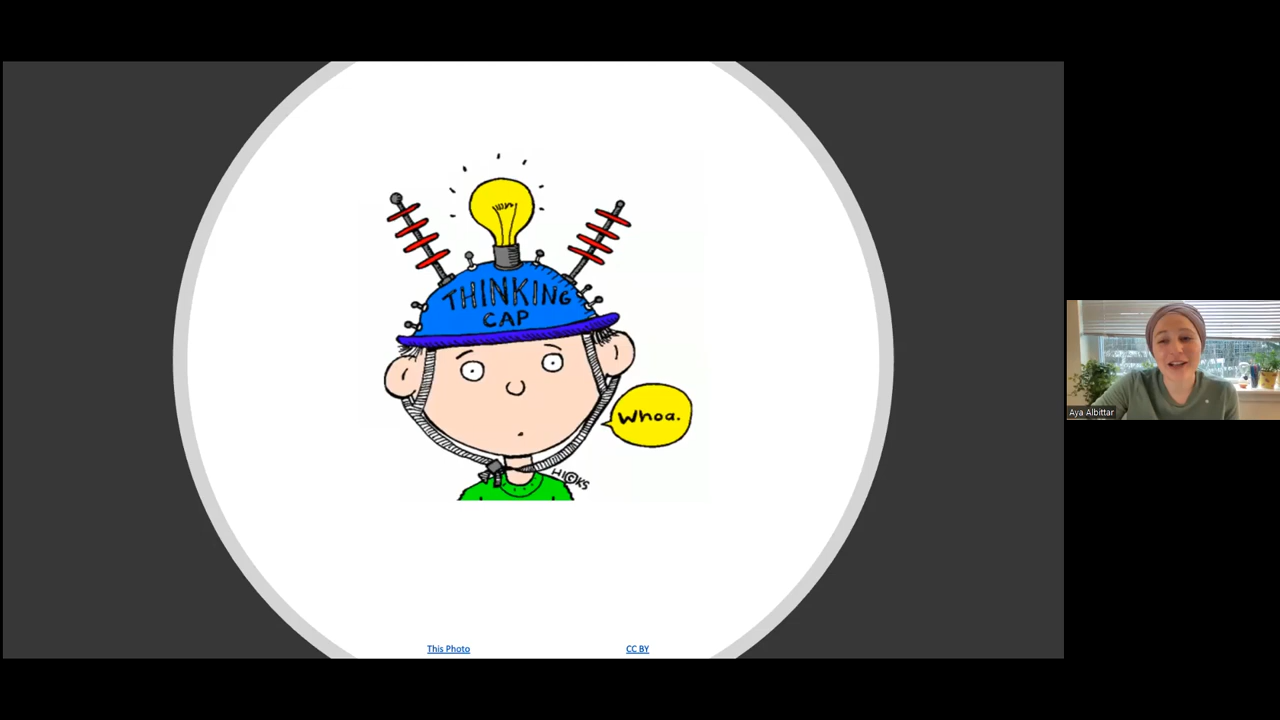 THINKING
CAP
Whoa.
HICKS
This Photo
CC BY
Aya Albittar